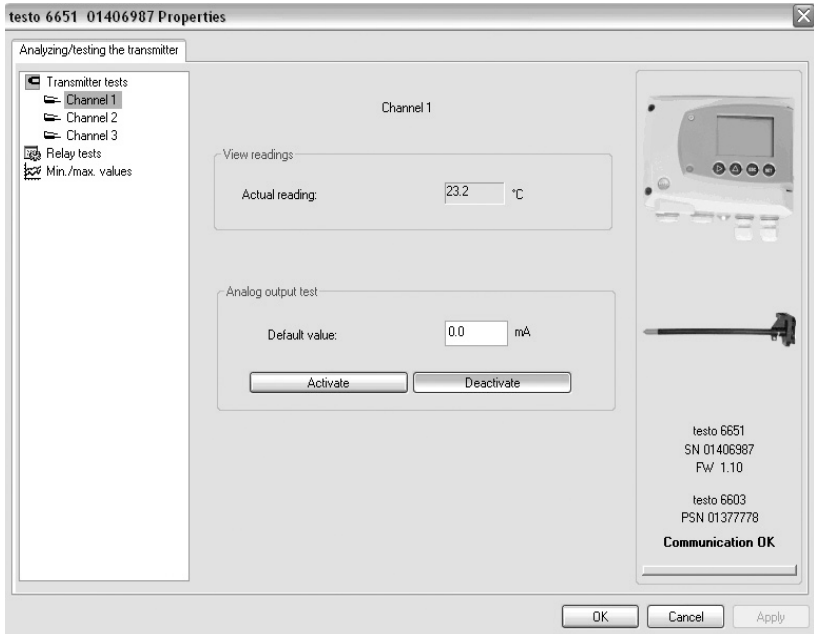 testo 6651 01406987 Properties
Analyzing/testing the transmitter
Transmitter tests
Channel 1
Channel 2
Channel 3
Relay tests
Min./max. values
Channel 1
View readings
Actual reading: 23.2 °C
Analog output test
Default value: 0.0 mA
Activate Deactivate
testo 6651
SN 01406987
FW 1.10
testo 6603
PSN 01377778
Communication OK
OK Cancel Apply